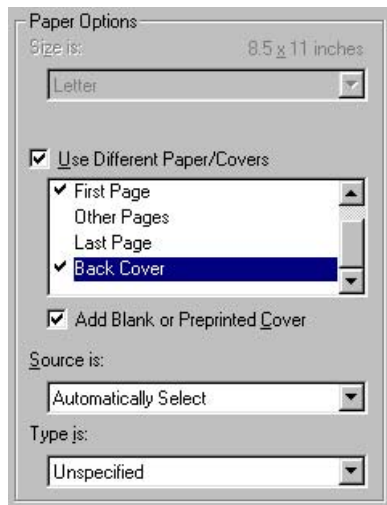 Paper Options
Size is: 8.5 x 11 inches
Letter
Use Different Paper/Covers
First Page
Other Pages
Last Page
Back Cover
Add Blank or Preprinted Cover
Source is:
Automatically Select
Type is:
Unspecified